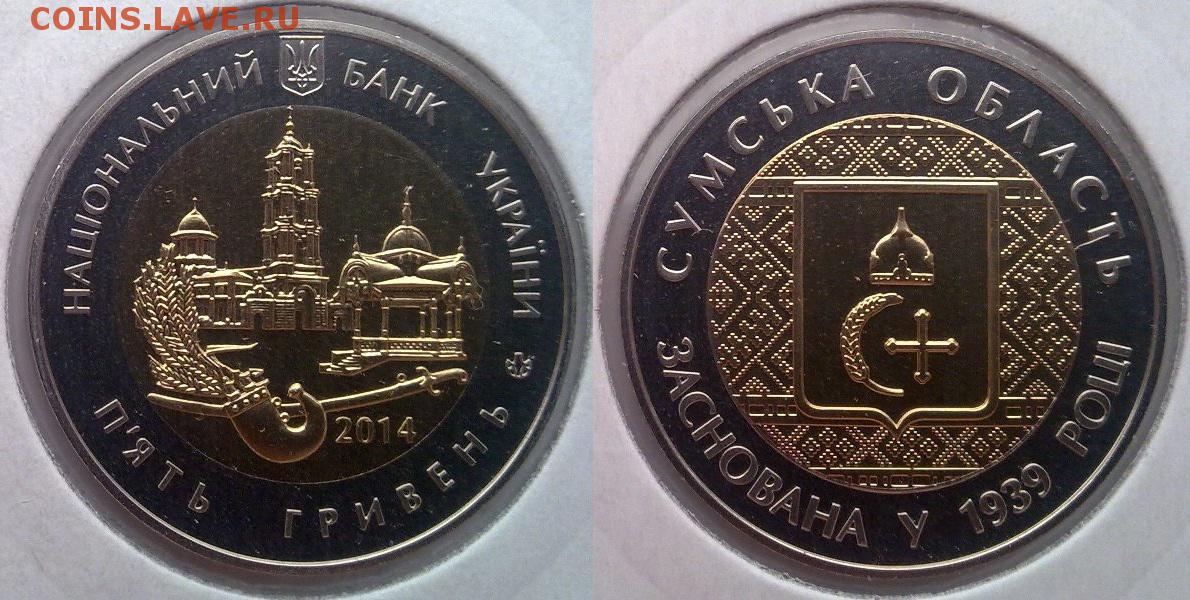 COINS.LAVE.RU
НАЦІОНАЛЬНИЙ БАНК УКРАЇНИ
2014
П'ЯТЬ ГРИВЕНЬ
СУМСЬКА ОБЛАСТЬ
ЗАСНОВАНА У 1939 РОЦІ